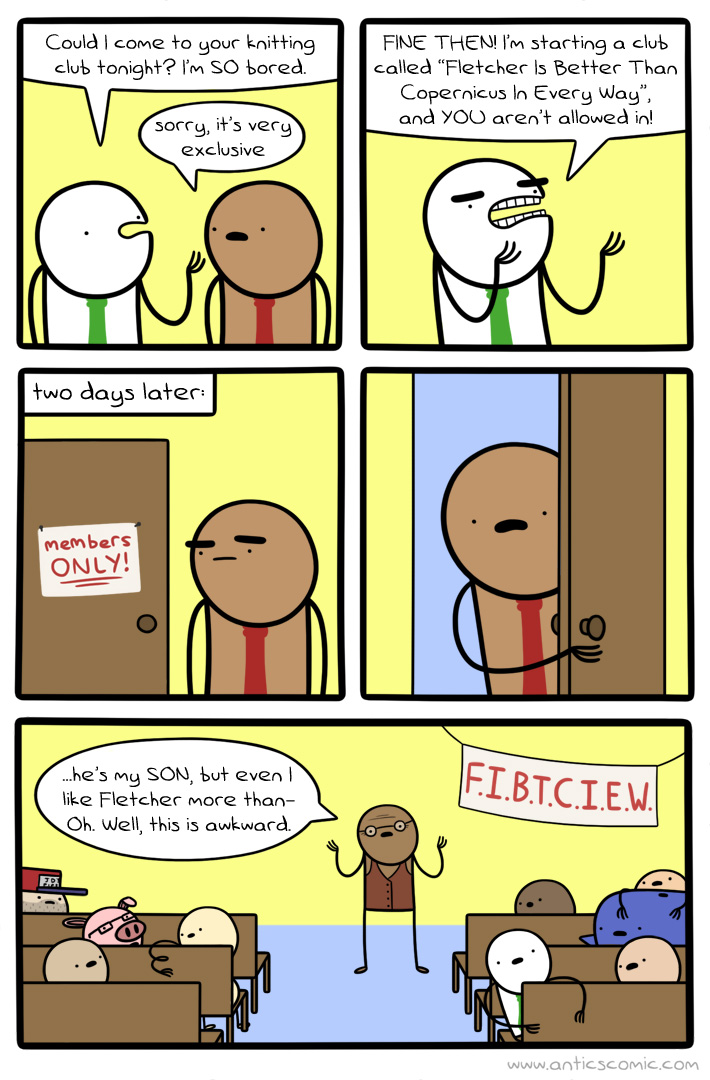 Could I come to your knitting
club tonight? I'm SO bored.
sorry, it's very
exclusive
FINE THEN! I'm starting a club
called "Fletcher Is Better Than
Copernicus In Every Way",
and YOU aren't allowed in!
two days later:
members
ONLY!
...he's my SON, but even I
like Fletcher more than-
Oh. Well, this is awkward.
F.I.B.T.C.I.E.W.
www.anticscomic.com